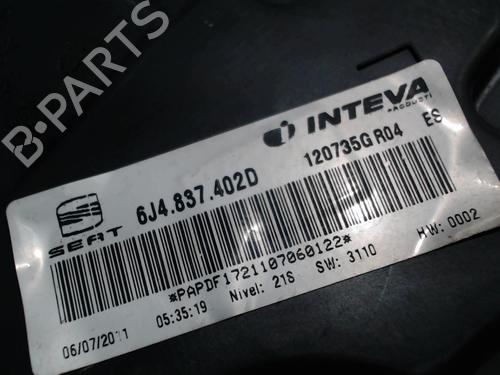 B-PARTS
INTEVA
PRODUCTS
6J4.837.402D
120735G R04 ES
SEAT
*PAPDF1721107060122*
06/07/2011 05:35:19 Nivel: 21S SW: 3110 HW: 0002